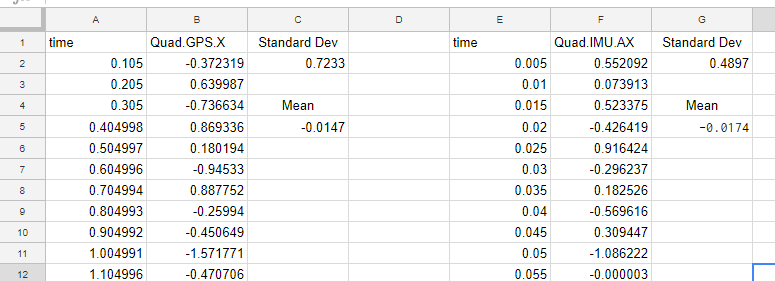 A B C D E F G
1 time Quad.GPS.X Standard Dev time Quad.IMU.AX Standard Dev
2 0.105 -0.372319 0.7233 0.005 0.552092 0.4897
3 0.205 0.639987 0.01 0.073913
4 0.305 -0.736634 Mean 0.015 0.523375 Mean
5 0.404998 0.869336 -0.0147 0.02 -0.426419 -0.0174
6 0.504997 0.180194 0.025 0.916424
7 0.604996 -0.94533 0.03 -0.296237
8 0.704994 0.887752 0.035 0.182526
9 0.804993 -0.25994 0.04 -0.569616
10 0.904992 -0.450649 0.045 0.309447
11 1.004991 -1.571771 0.05 -1.086222
12 1.104996 -0.470706 0.055 -0.000003